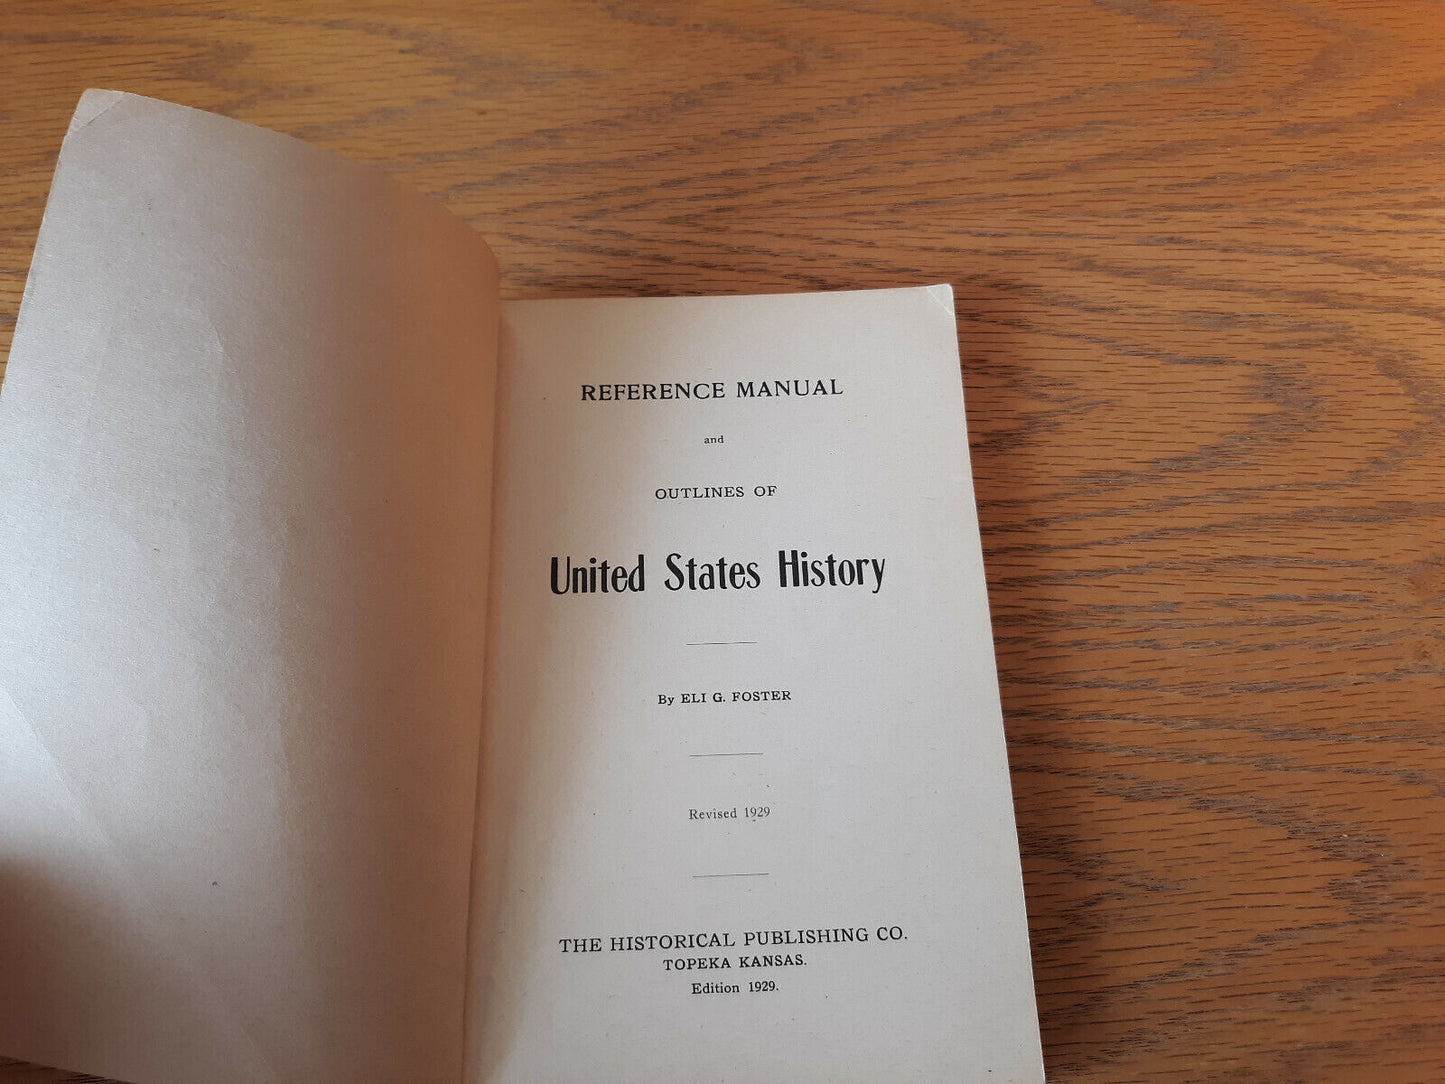 REFERENCE MANUAL
and
OUTLINES OF
United States History
By ELI G. FOSTER
Revised 1929
THE HISTORICAL PUBLISHING CO.
TOPEKA KANSAS.
Edition 1929.